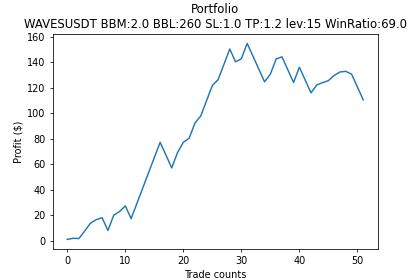 Portfolio
WAVESUSDT BBM:2.0 BBL:260 SL:1.0 TP:1.2 lev:15 WinRatio:69.0
160
140
120
100
80
60
40
20
0
Profit ($)
0 10 20 30 40 50
Trade counts